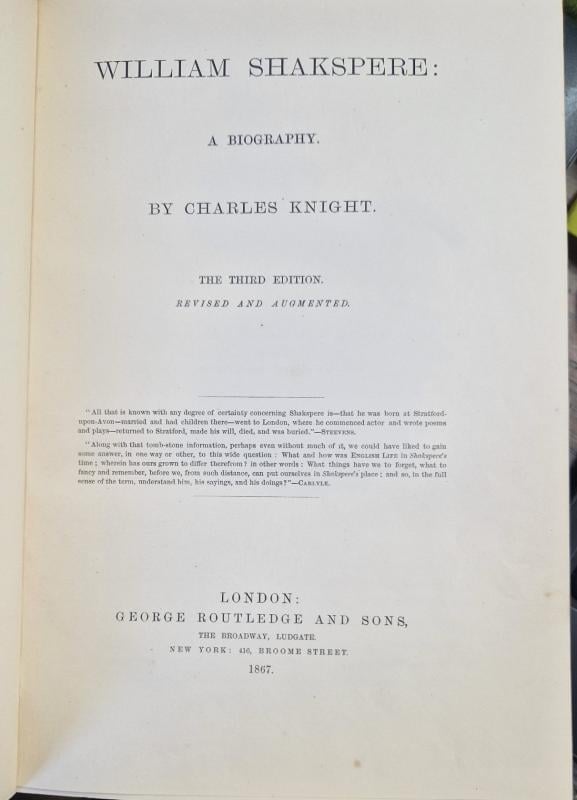 WILLIAM SHAKSPERE:
A BIOGRAPHY.
BY CHARLES KNIGHT.
THE THIRD EDITION.
REVISED AND AUGMENTED.
"All that is known with any degree of certainty concerning Shakspere is—that he was born at Stratford-
upon-Avon—married and had children there—went to London, where he commenced actor and wrote poems
and plays—returned to Stratford, made his will, died, and was buried."—STEEVENS.
"Along with that tomb-stone information, perhaps even without much of it, we could have liked to gain
some answer, in one way or other, to this wide question: What and how was ENGLISH LIFE in Shakspere's
time; wherein has ours grown to differ therefrom? in other words: What things have we to forget, what to
fancy and remember, before we, from such distance, can put ourselves in Shakspere's place; and so, in the full
sense of the term, understand him, his sayings, and his doings?"—CARLYLE.
LONDON:
GEORGE ROUTLEDGE AND SONS,
THE BROADWAY, LUDGATE.
NEW YORK: 416, BROOME STREET.
1867.